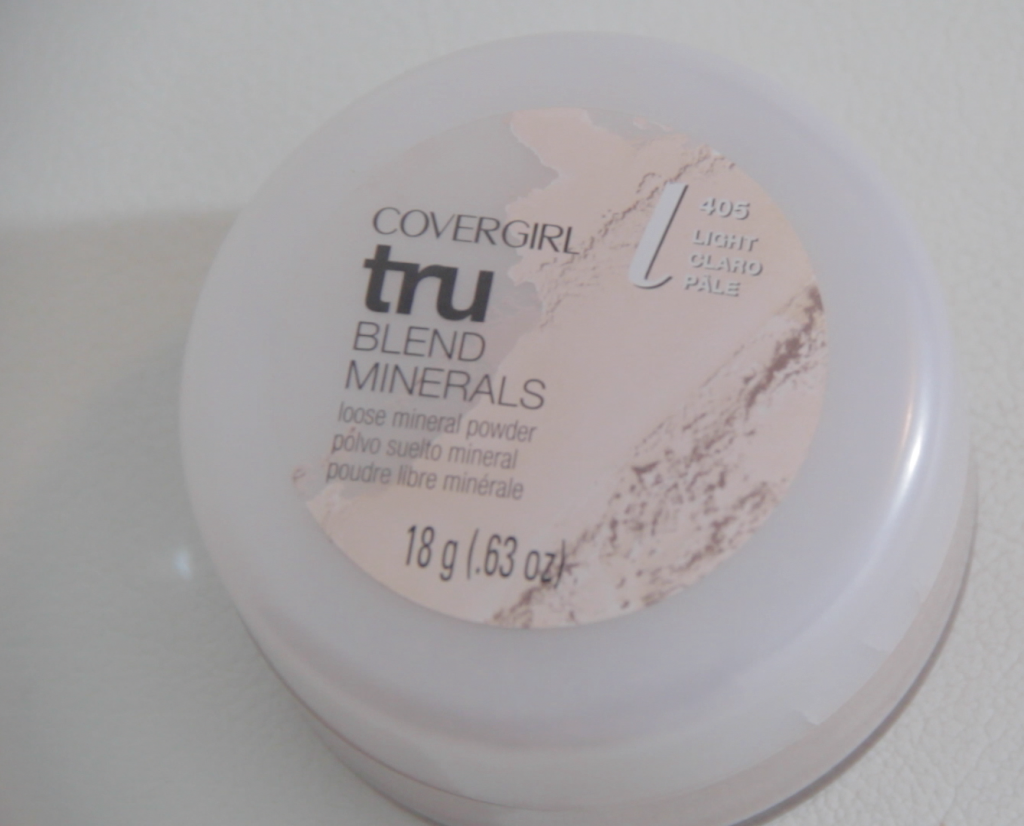 COVERGIRL
tru
BLEND
MINERALS
loose mineral powder
polvo suelto mineral
poudre libre minérale
18 g (.63 oz)
l
405
LIGHT
CLARO
PÂLE